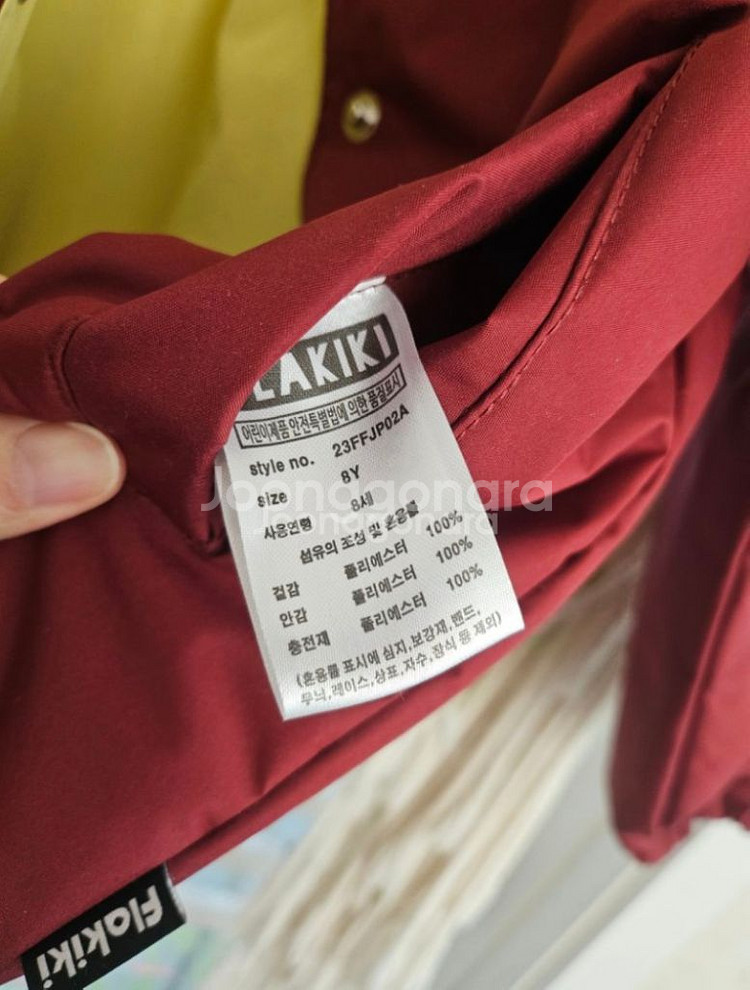 LAKIKI
어린이제품 안전특별법에 의한 품질표시
style no. 23FFJP02A
size 8Y
사용연령 8세
섬유의 조성 및 혼용률
겉감 폴리에스터 100%
안감 폴리에스터 100%
충전재 폴리에스터 100%
(혼용률 표시에 심지,보강재,밴드,
무늬,레이스,상표,자수,장식 등 제외)
Joonagonara
Joonagonara
Flakiki